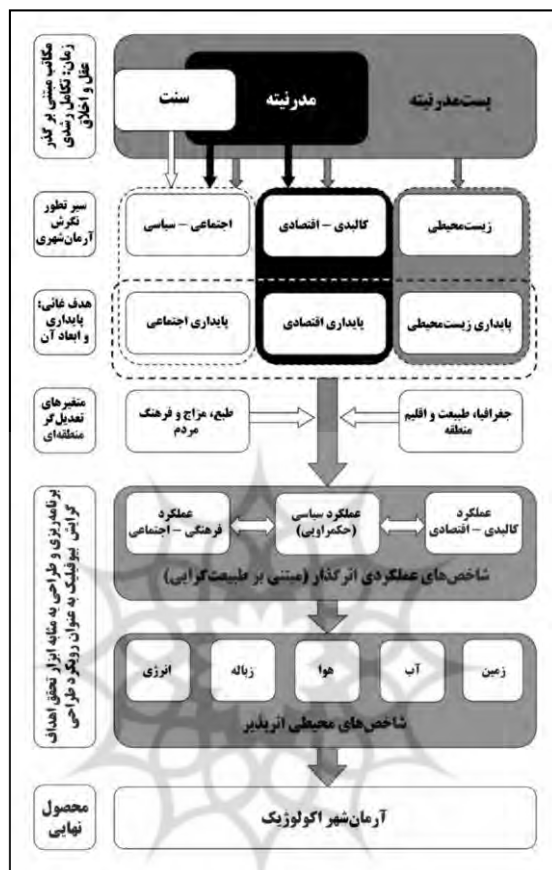 مکاتب مبتنی بر گذر
زمان: تکامل رشدی
عقل و اخلاق
سنت
مدرنیته
پست‌مدرنیته
سیر تطور
نگرش
آرمان‌شهری
اجتماعی – سیاسی
کالبدی – اقتصادی
زیست‌محیطی
هدف غائی:
پایداری
و ابعاد آن
پایداری اجتماعی
پایداری اقتصادی
پایداری زیست‌محیطی
متغیرهای
تعدیل‌گر
منطقه‌ای
طبع، مزاج و فرهنگ
مردم
جغرافیا، طبیعت و اقلیم
منطقه
برنامه‌ریزی و طراحی به مثابه ابزار تحقق اهداف
گرایش بیوفیلیک به عنوان رویکرد طراحی
عملکرد
فرهنگی – اجتماعی
عملکرد سیاسی
(حکمراویی)
عملکرد
کالبدی – اقتصادی
شاخص‌های عملکردی اثرگذار (مبتنی بر طبیعت‌گرایی)
انرژی
زباله
هوا
آب
زمین
شاخص‌های محیطی اثرپذیر
محصول
نهایی
آرمان‌شهر اکولوژیک